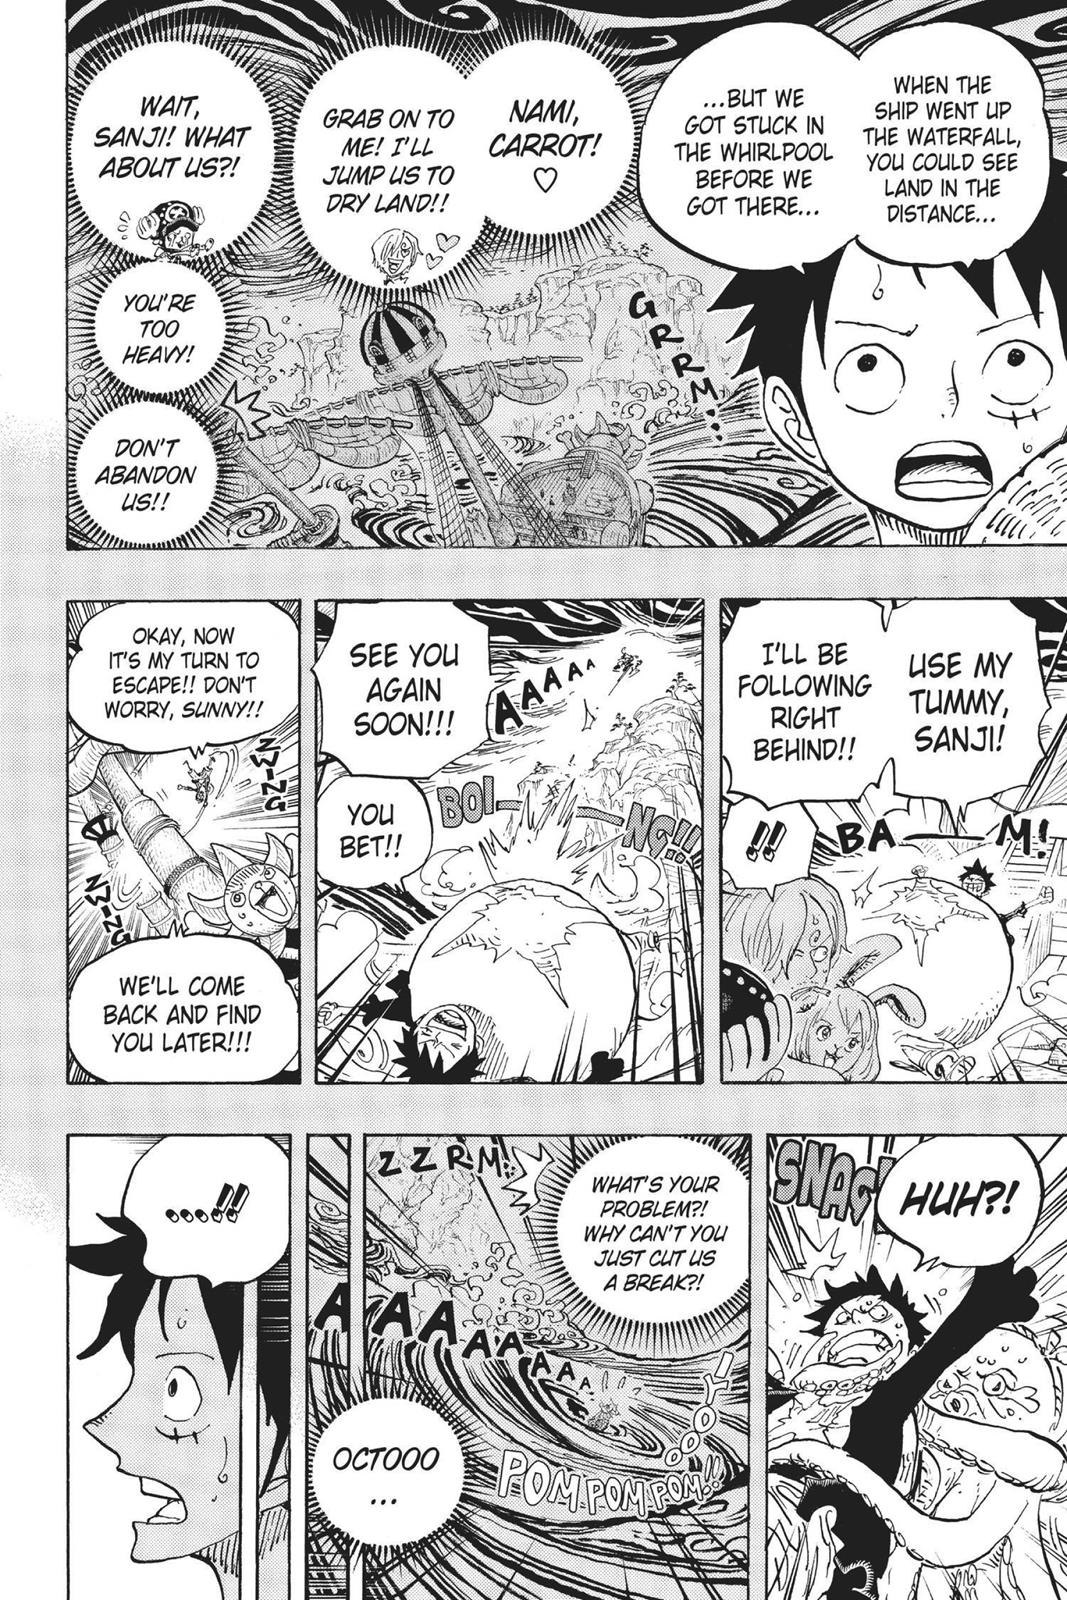 WHEN THE
SHIP WENT UP
THE WATERFALL,
YOU COULD SEE
LAND IN THE
DISTANCE...
...BUT WE
GOT STUCK IN
THE WHIRLPOOL
BEFORE WE
GOT THERE...
GRRM!
NAMI,
CARROT!
♡
GRAB ON TO
ME! I'LL
JUMP US TO
DRY LAND!!
WAIT,
SANJI! WHAT
ABOUT US?!
YOU'RE
TOO
HEAVY!
DON'T
ABANDON
US!!
USE MY
TUMMY,
SANJI!
I'LL BE
FOLLOWING
RIGHT
BEHIND!!
BA—M!
!!
SEE YOU
AGAIN
SOON!!!
AAAAAA
BOI—NG!!
YOU
BET!!
OKAY, NOW
IT'S MY TURN TO
ESCAPE!! DON'T
WORRY, SUNNY!!
ZWING
ZWING
WE'LL COME
BACK AND FIND
YOU LATER!!!
HUH?!
SNAG!
WHAT'S YOUR
PROBLEM?!
WHY CAN'T YOU
JUST CUT US
A BREAK?!
ZZRM!!
AAAAAAAAA
YOOOO
POM POM POM!!
OCTOOO
...
....!!!